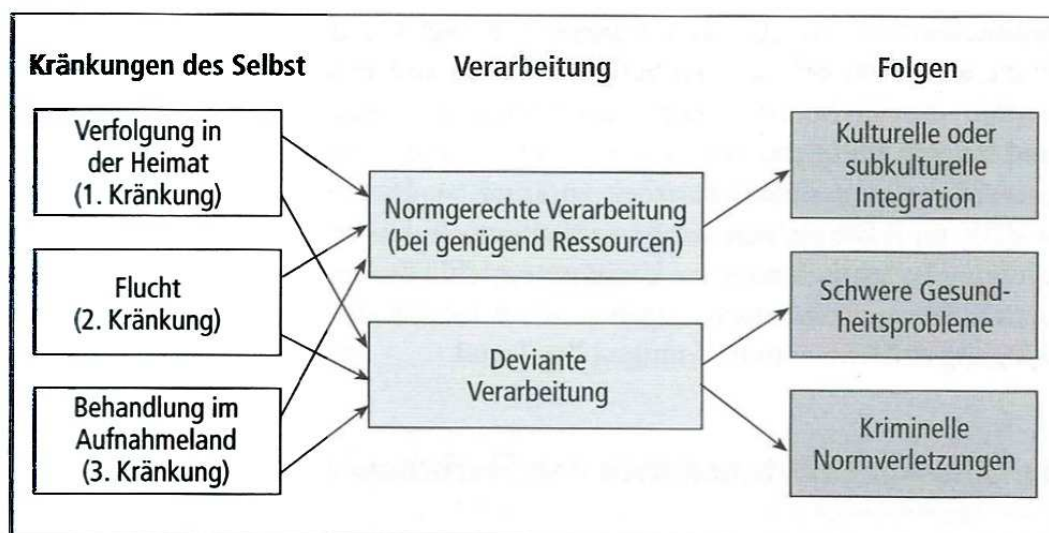 Kränkungen des Selbst
Verarbeitung
Folgen
Verfolgung in
der Heimat
(1. Kränkung)
Flucht
(2. Kränkung)
Behandlung im
Aufnahmeland
(3. Kränkung)
Normgerechte Verarbeitung
(bei genügend Ressourcen)
Deviante
Verarbeitung
Kulturelle oder
subkulturelle
Integration
Schwere Gesund-
heitsprobleme
Kriminelle
Normverletzungen